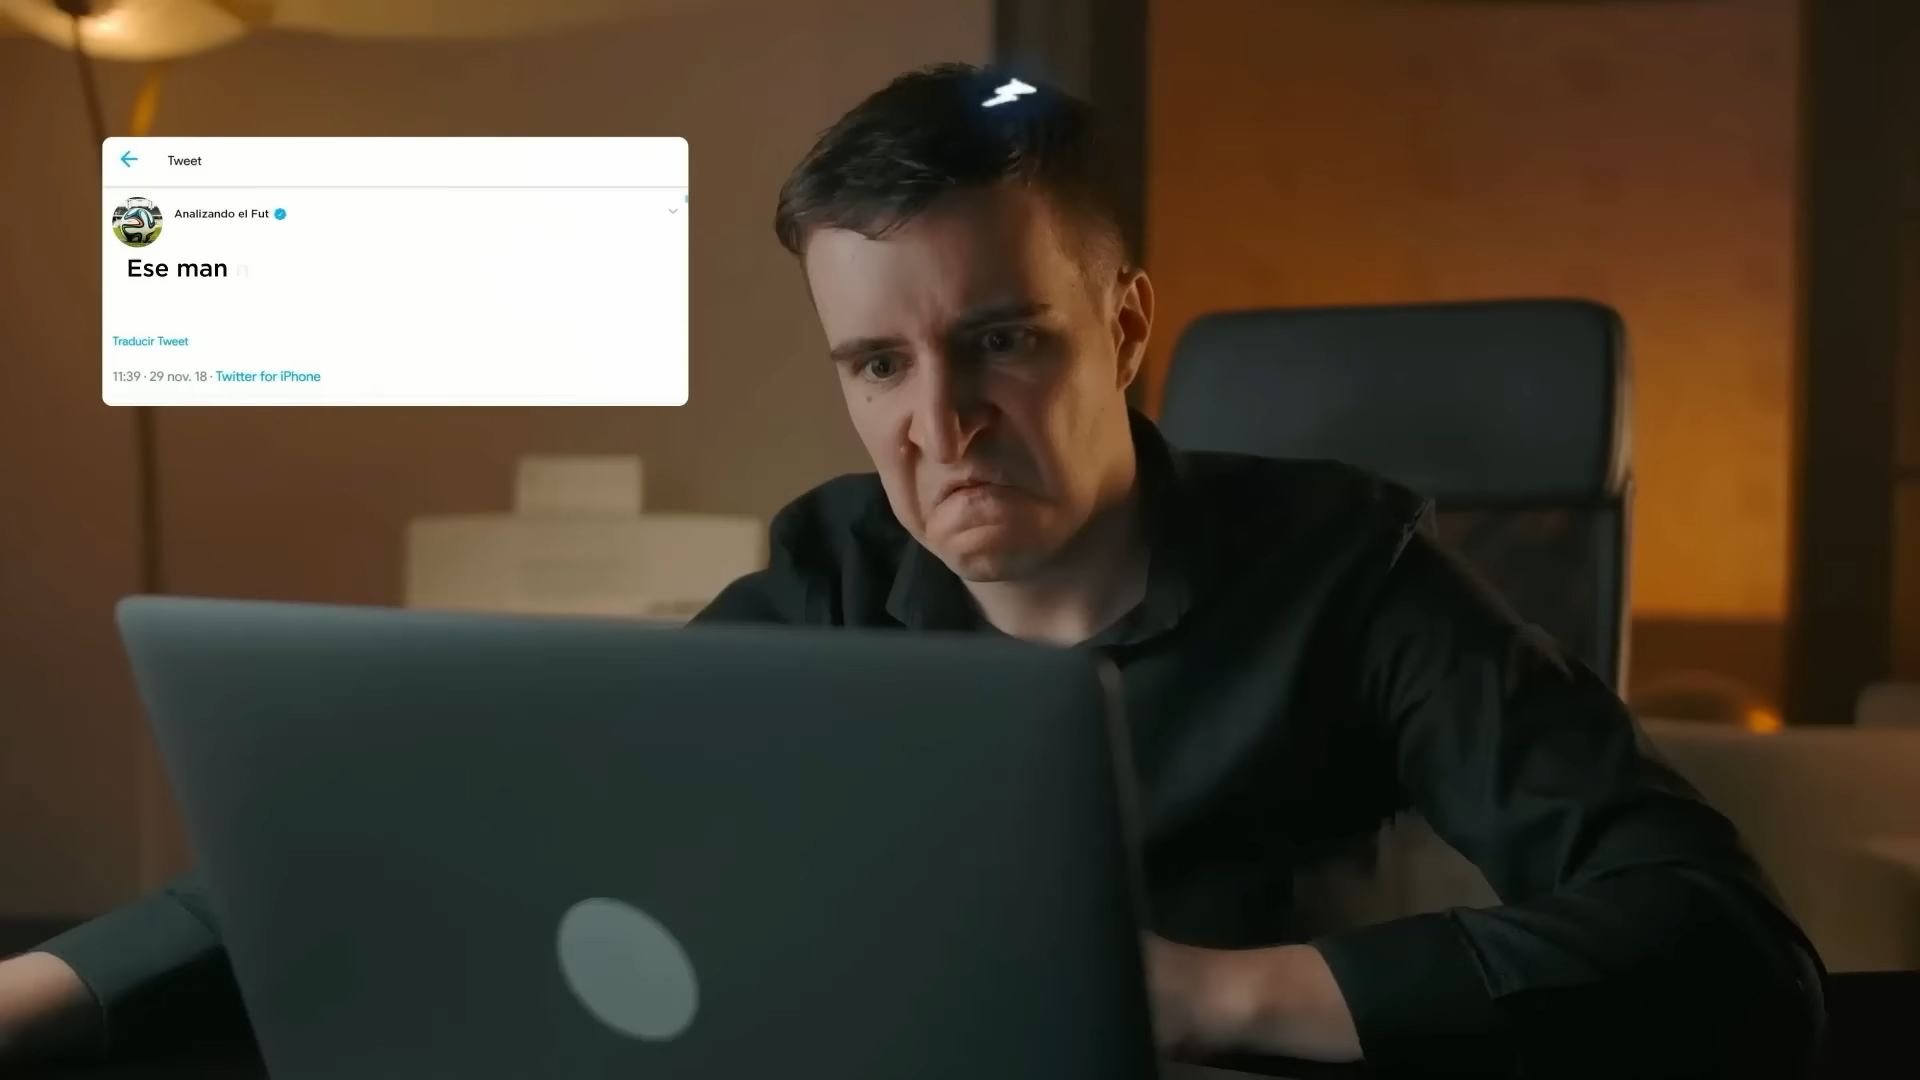 Tweet
Analizando el Fut
Ese man n
Traducir Tweet
11:39 · 29 nov. 18 · Twitter for iPhone